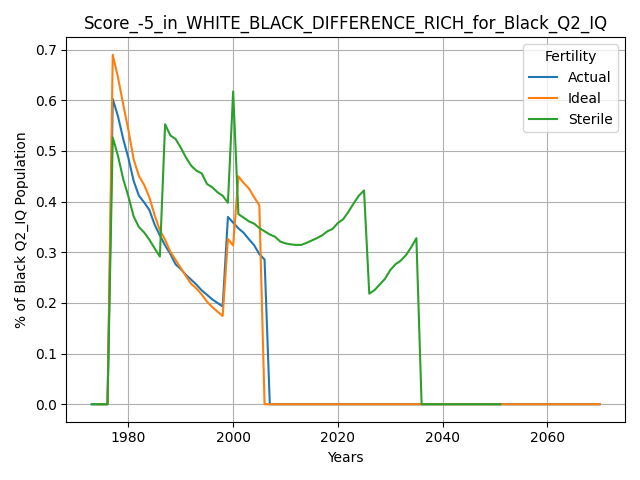 Score_-5_in_WHITE_BLACK_DIFFERENCE_RICH_for_Black_Q2_IQ
Fertility
Actual
Ideal
Sterile
% of Black Q2_IQ Population
0.7
0.6
0.5
0.4
0.3
0.2
0.1
0.0
1980 2000 2020 2040 2060
Years